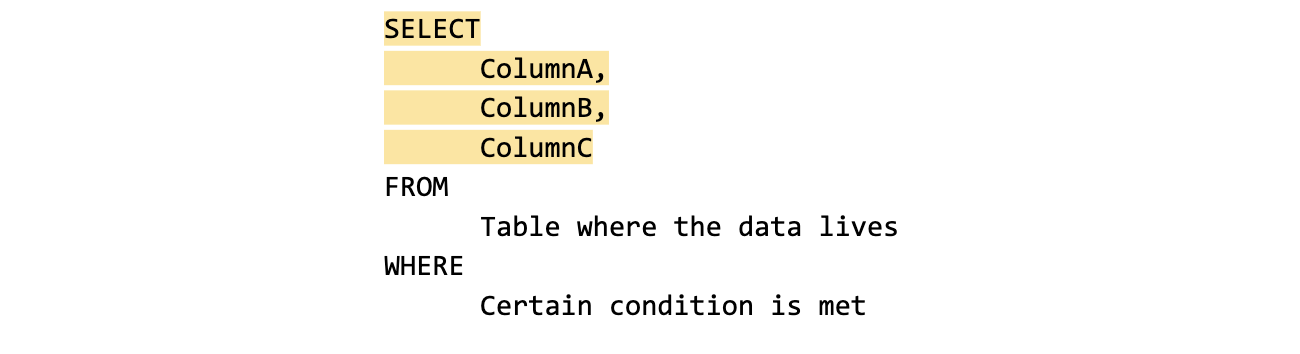 SELECT
ColumnA,
ColumnB,
ColumnC
FROM
Table where the data lives
WHERE
Certain condition is met